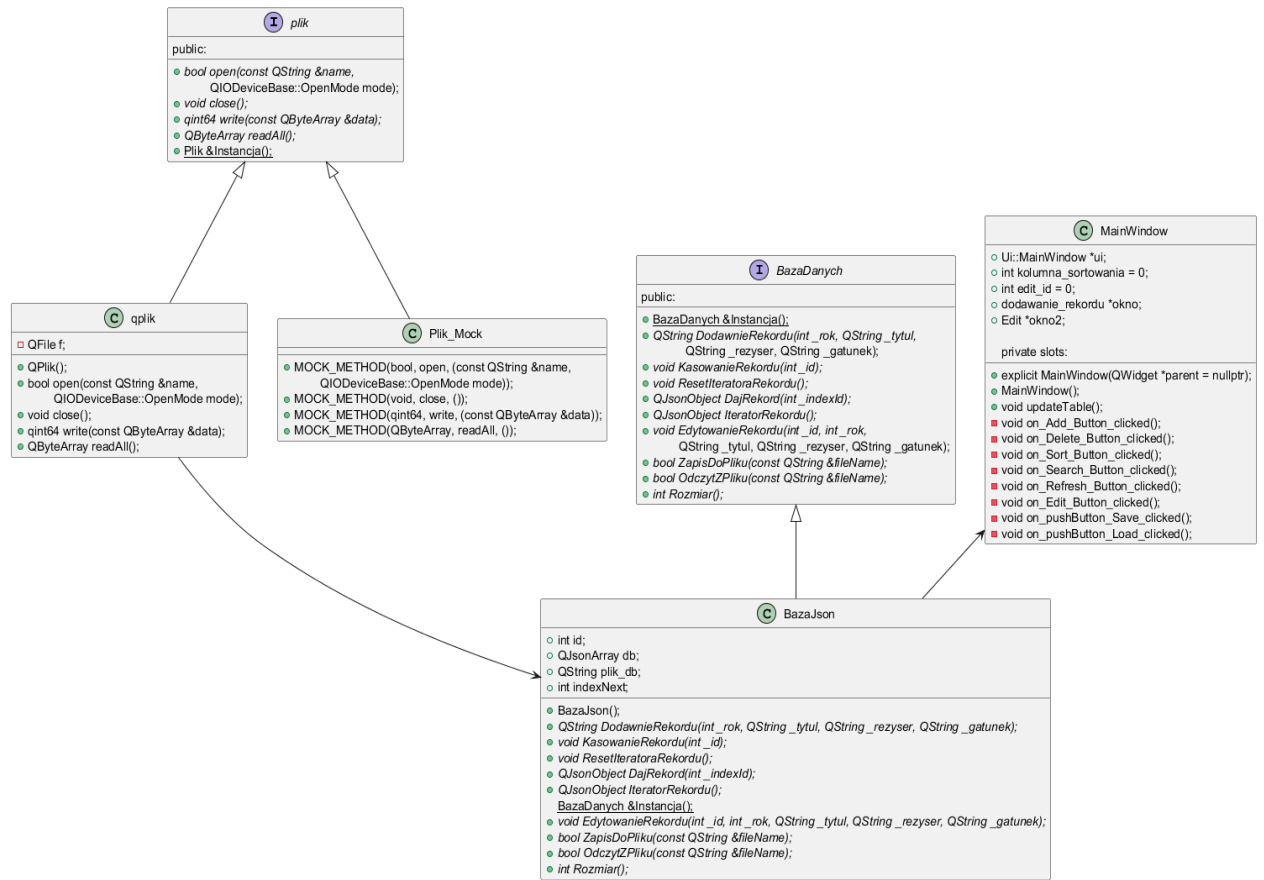 I plik
public:
bool open(const QString &name,
QIODeviceBase::OpenMode mode);
void close();
qint64 write(const QByteArray &data);
QByteArray readAll();
Plik &Instancja();
C qplik
QFile f;
QPlik();
bool open(const QString &name,
QIODeviceBase::OpenMode mode);
void close();
qint64 write(const QByteArray &data);
QByteArray readAll();
C Plik_Mock
MOCK_METHOD(bool, open, (const QString &name,
QIODeviceBase::OpenMode mode));
MOCK_METHOD(void, close, ());
MOCK_METHOD(qint64, write, (const QByteArray &data));
MOCK_METHOD(QByteArray, readAll, ());
I BazaDanych
public:
BazaDanych &Instancja();
QString DodawnieRekordu(int _rok, QString _tytul,
QString _rezyser, QString _gatunek);
void KasowanieRekordu(int _id);
void ResetIteratoraRekordu();
QJsonObject DajRekord(int _indexId);
QJsonObject IteratorRekordu();
void EdytowanieRekordu(int _id, int _rok,
QString _tytul, QString _rezyser, QString _gatunek);
bool ZapisDoPliku(const QString &fileName);
bool OdczytZPliku(const QString &fileName);
int Rozmiar();
C MainWindow
Ui::MainWindow *ui;
int kolumna_sortowania = 0;
int edit_id = 0;
dodawanie_rekordu *okno;
Edit *okno2;
private slots:
explicit MainWindow(QWidget *parent = nullptr);
MainWindow();
void updateTable();
void on_Add_Button_clicked();
void on_Delete_Button_clicked();
void on_Sort_Button_clicked();
void on_Search_Button_clicked();
void on_Refresh_Button_clicked();
void on_Edit_Button_clicked();
void on_pushButton_Save_clicked();
void on_pushButton_Load_clicked();
C BazaJson
int id;
QJsonArray db;
QString plik_db;
int indexNext;
BazaJson();
QString DodawnieRekordu(int _rok, QString _tytul, QString _rezyser, QString _gatunek);
void KasowanieRekordu(int _id);
void ResetIteratoraRekordu();
QJsonObject DajRekord(int _indexId);
QJsonObject IteratorRekordu();
BazaDanych &Instancja();
void EdytowanieRekordu(int _id, int _rok, QString _tytul, QString _rezyser, QString _gatunek);
bool ZapisDoPliku(const QString &fileName);
bool OdczytZPliku(const QString &fileName);
int Rozmiar();